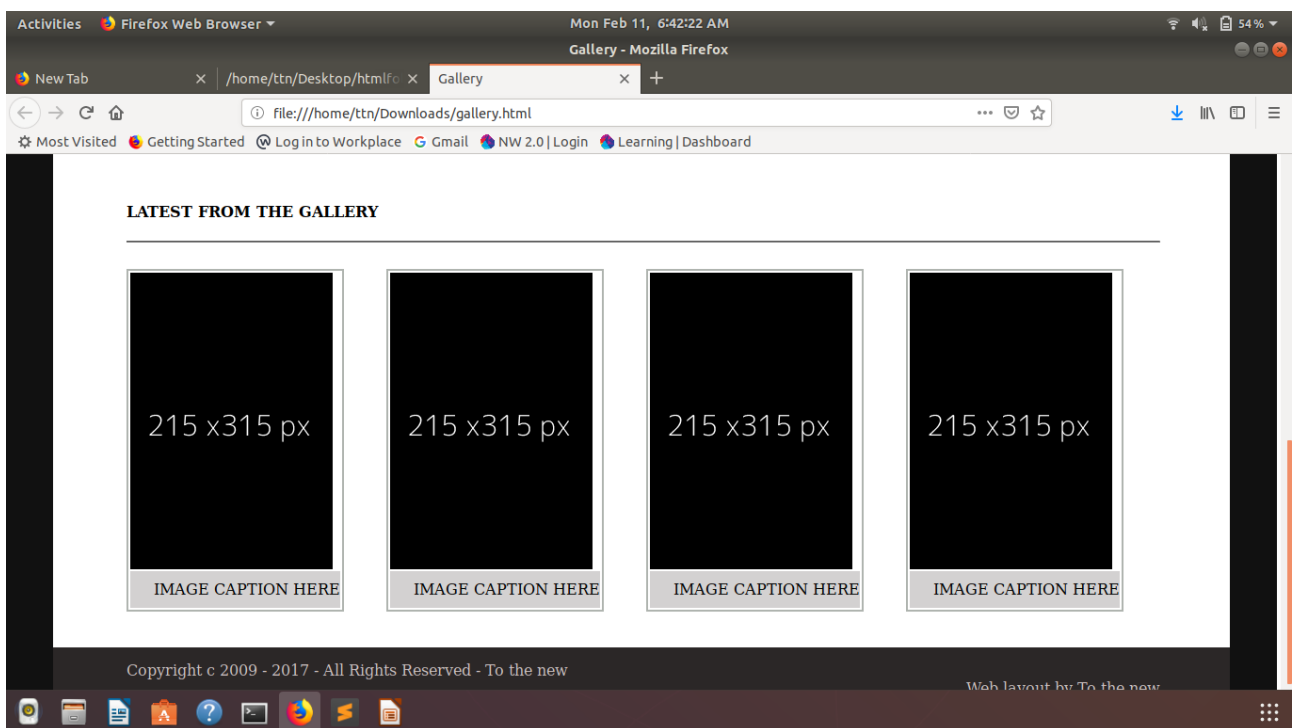 Activities Firefox Web Browser Mon Feb 11, 6:42:22 AM 54 %
Gallery - Mozilla Firefox
New Tab /home/ttn/Desktop/htmlfo Gallery
file:///home/ttn/Downloads/gallery.html
Most Visited Getting Started Log in to Workplace Gmail NW 2.0 | Login Learning | Dashboard
LATEST FROM THE GALLERY
215 x315 px 215 x315 px 215 x315 px 215 x315 px
IMAGE CAPTION HERE IMAGE CAPTION HERE IMAGE CAPTION HERE IMAGE CAPTION HERE
Copyright c 2009 - 2017 - All Rights Reserved - To the new
Web layout by To the new